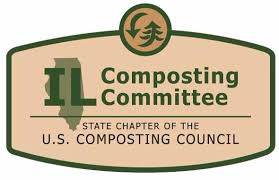 IL Composting
Committee
STATE CHAPTER OF THE
U.S. COMPOSTING COUNCIL